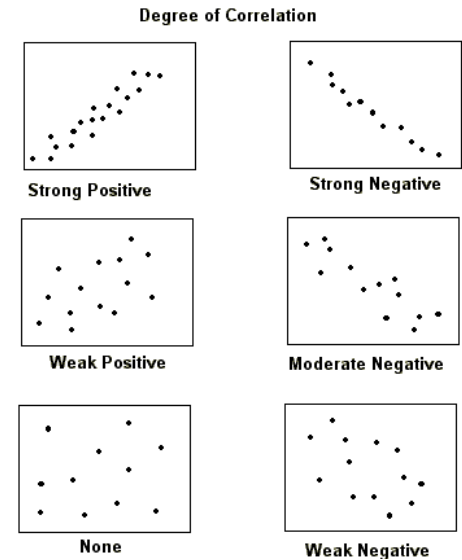 Degree of Correlation
Strong Positive
Strong Negative
Weak Positive
Moderate Negative
None
Weak Negative